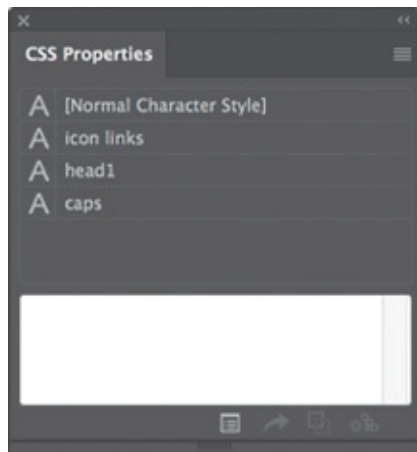 CSS Properties
A [Normal Character Style]
A icon links
A head1
A caps